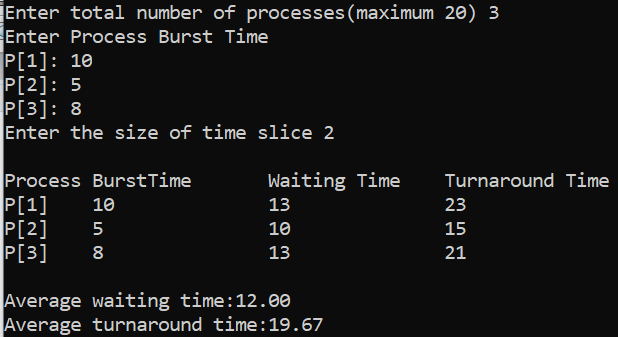 Enter total number of processes(maximum 20) 3
Enter Process Burst Time
P[1]: 10
P[2]: 5
P[3]: 8
Enter the size of time slice 2
Process BurstTime Waiting Time Turnaround Time
P[1] 10 13 23
P[2] 5 10 15
P[3] 8 13 21
Average waiting time:12.00
Average turnaround time:19.67